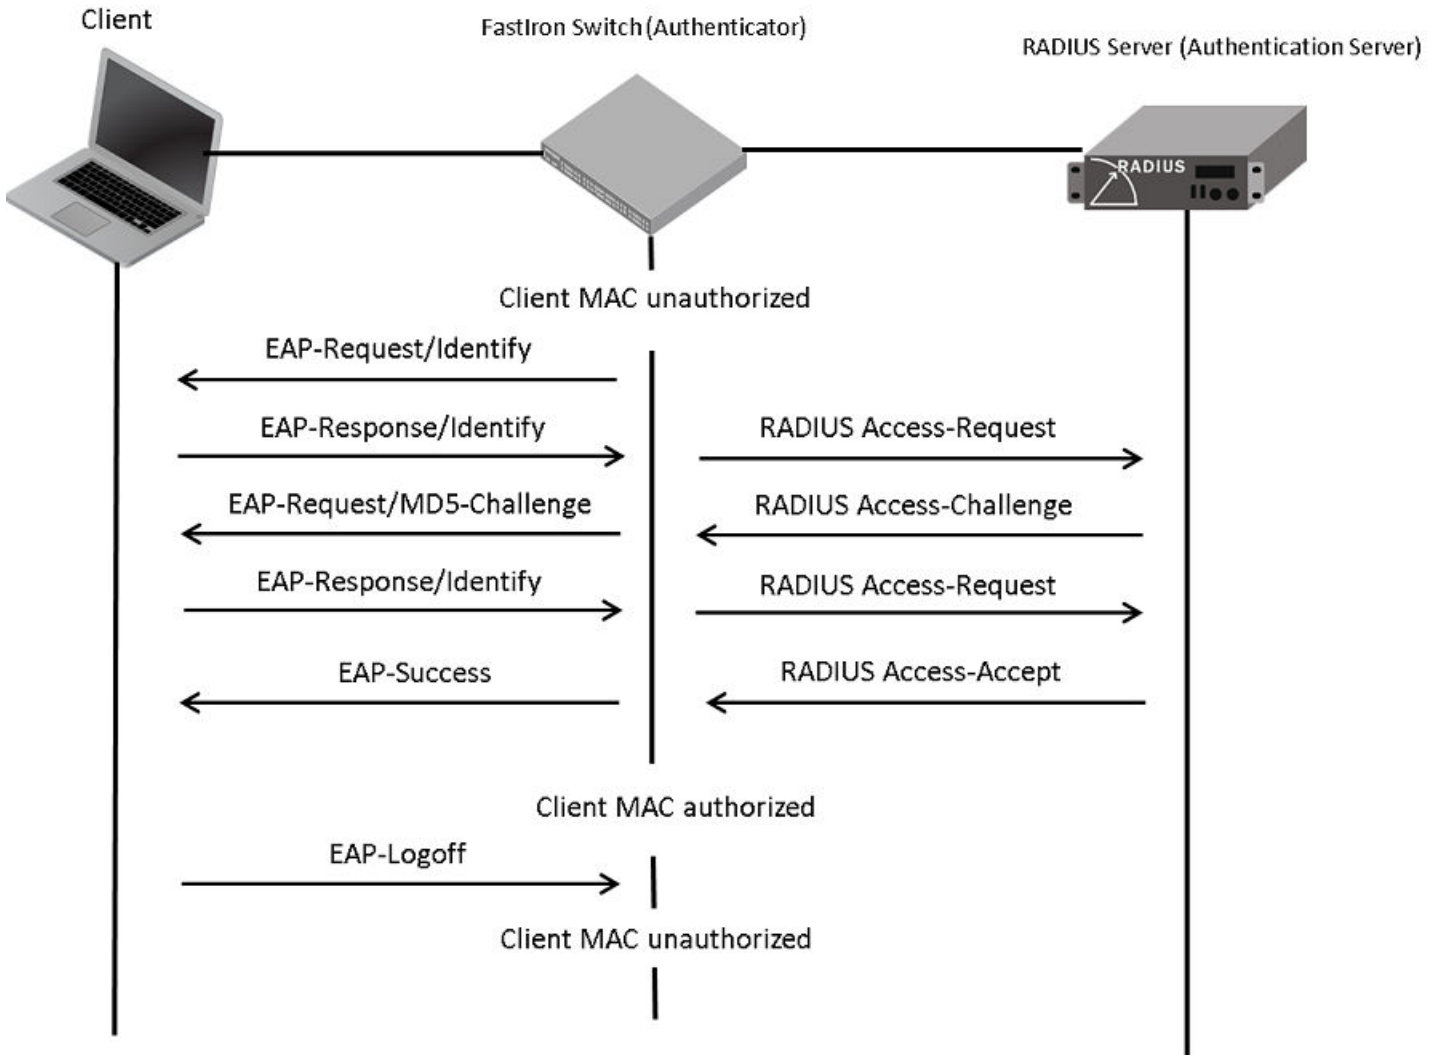 Client
FastIron Switch(Authenticator)
RADIUS Server (Authentication Server)
RADIUS
Client MAC unauthorized
EAP-Request/Identify
EAP-Response/Identify
RADIUS Access-Request
EAP-Request/MD5-Challenge
RADIUS Access-Challenge
EAP-Response/Identify
RADIUS Access-Request
EAP-Success
RADIUS Access-Accept
Client MAC authorized
EAP-Logoff
Client MAC unauthorized